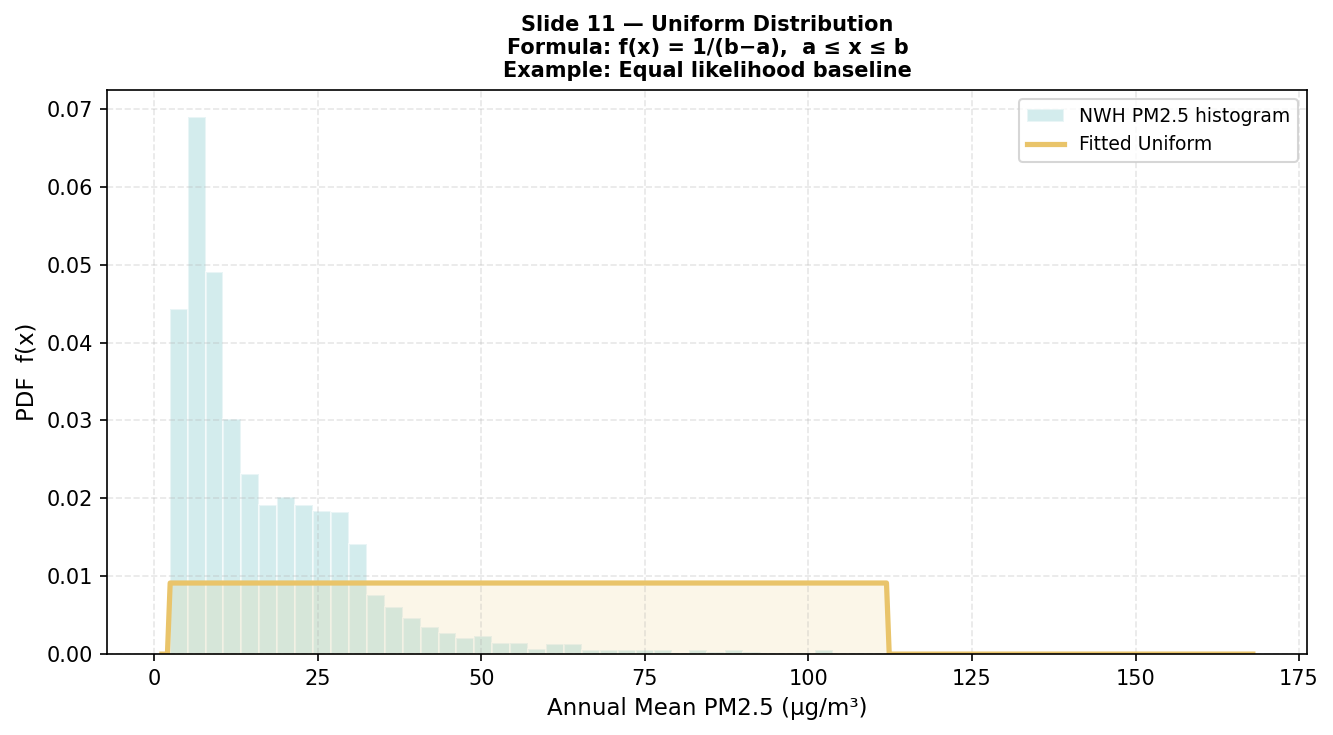 Slide 11 — Uniform Distribution
Formula: f(x) = 1/(b−a),  a ≤ x ≤ b
Example: Equal likelihood baseline
NWH PM2.5 histogram
Fitted Uniform
PDF  f(x)
0.07
0.06
0.05
0.04
0.03
0.02
0.01
0.00
0
25
50
75
100
125
150
175
Annual Mean PM2.5 (µg/m³)